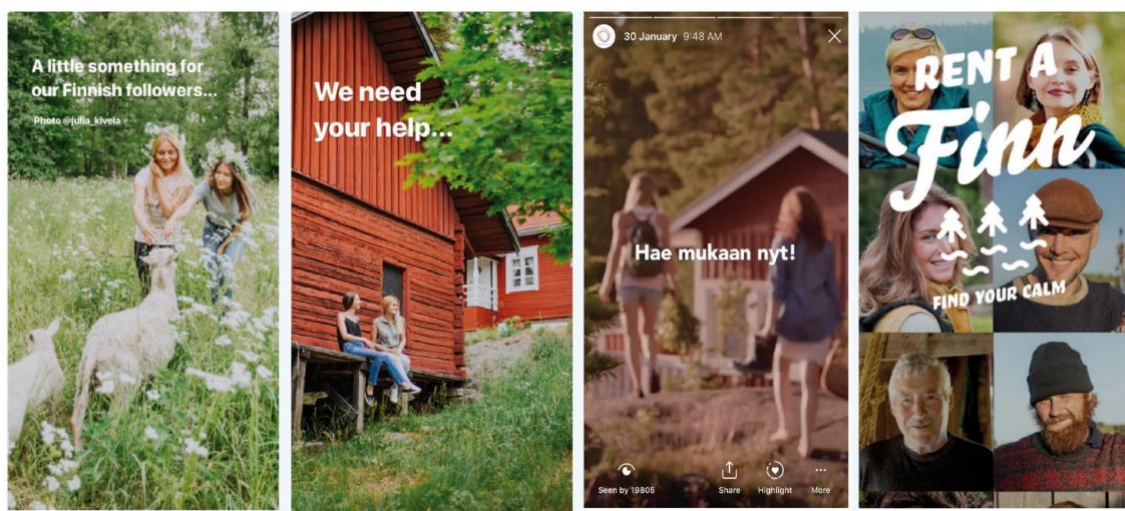 A little something for
our Finnish followers...
Photo @julia_kivela
We need
your help...
30 January 9:48 AM
Hae mukaan nyt!
Seen by 19805
Share
Highlight
More
RENT A
Finn
FIND YOUR CALM